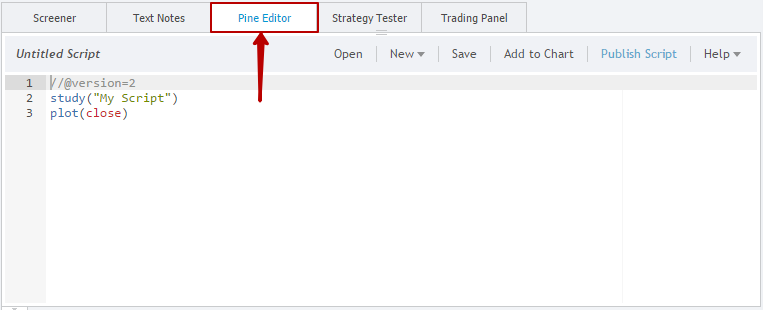 Screener Text Notes Pine Editor Strategy Tester Trading Panel
Untitled Script Open New Save Add to Chart Publish Script Help
1 //@version=2
2 study("My Script")
3 plot(close)